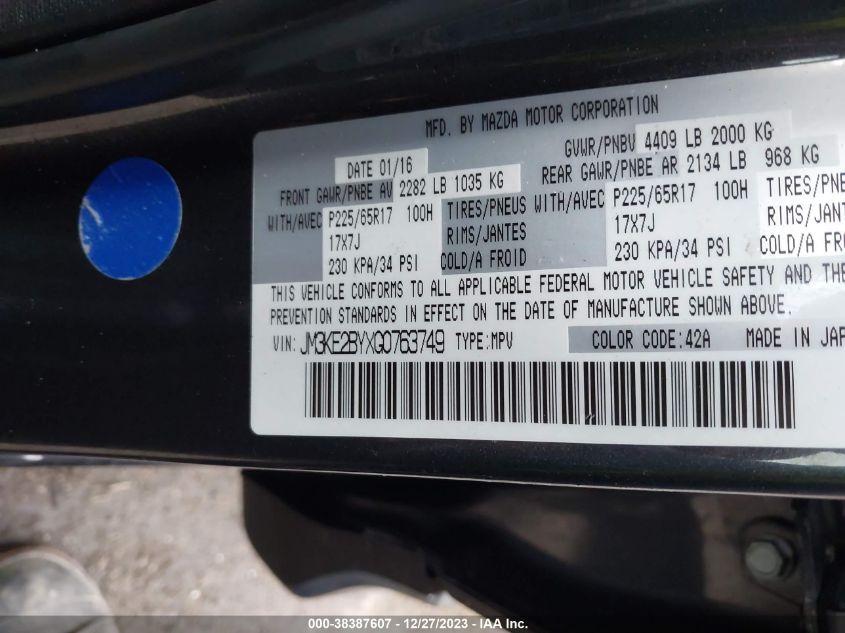 MFD. BY MAZDA MOTOR CORPORATION
DATE 01/16 GVWR/PNBV 4409 LB 2000 KG
FRONT GAWR/PNBE AV 2282 LB 1035 KG REAR GAWR/PNBE AR 2134 LB 968 KG
WITH/AVEC P225/65R17 100H TIRES/PNEUS WITH/AVEC P225/65R17 100H TIRES/PNE
17X7J RIMS/JANTES 17X7J RIMS/JANTE
230 KPA/34 PSI COLD/A FROID 230 KPA/34 PSI COLD/A FRO
THIS VEHICLE CONFORMS TO ALL APPLICABLE FEDERAL MOTOR VEHICLE SAFETY AND THE
PREVENTION STANDARDS IN EFFECT ON THE DATE OF MANUFACTURE SHOWN ABOVE.
VIN: JM3KE2BYXG0763749 TYPE:MPV COLOR CODE:42A MADE IN JAP
000-38387607 - 12/27/2023 - IAAI.com